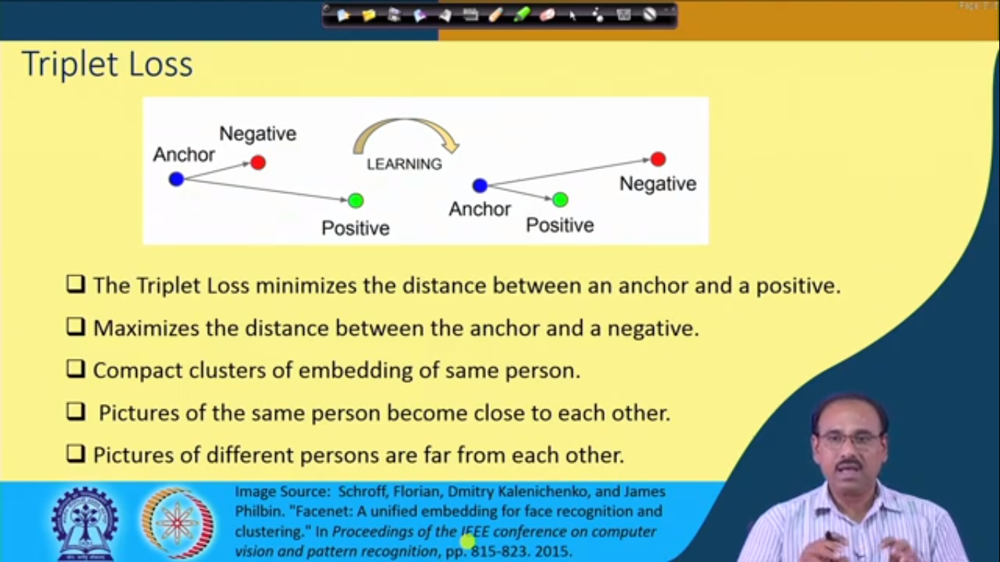 Triplet Loss
Negative
Anchor
LEARNING
Positive
Negative
Anchor
Positive
The Triplet Loss minimizes the distance between an anchor and a positive.
Maximizes the distance between the anchor and a negative.
Compact clusters of embedding of same person.
Pictures of the same person become close to each other.
Pictures of different persons are far from each other.
Image Source: Schroff, Florian, Dmitry Kalenichenko, and James
Philbin. "Facenet: A unified embedding for face recognition and
clustering." In Proceedings of the IEEE conference on computer
vision and pattern recognition, pp. 815-823. 2015.